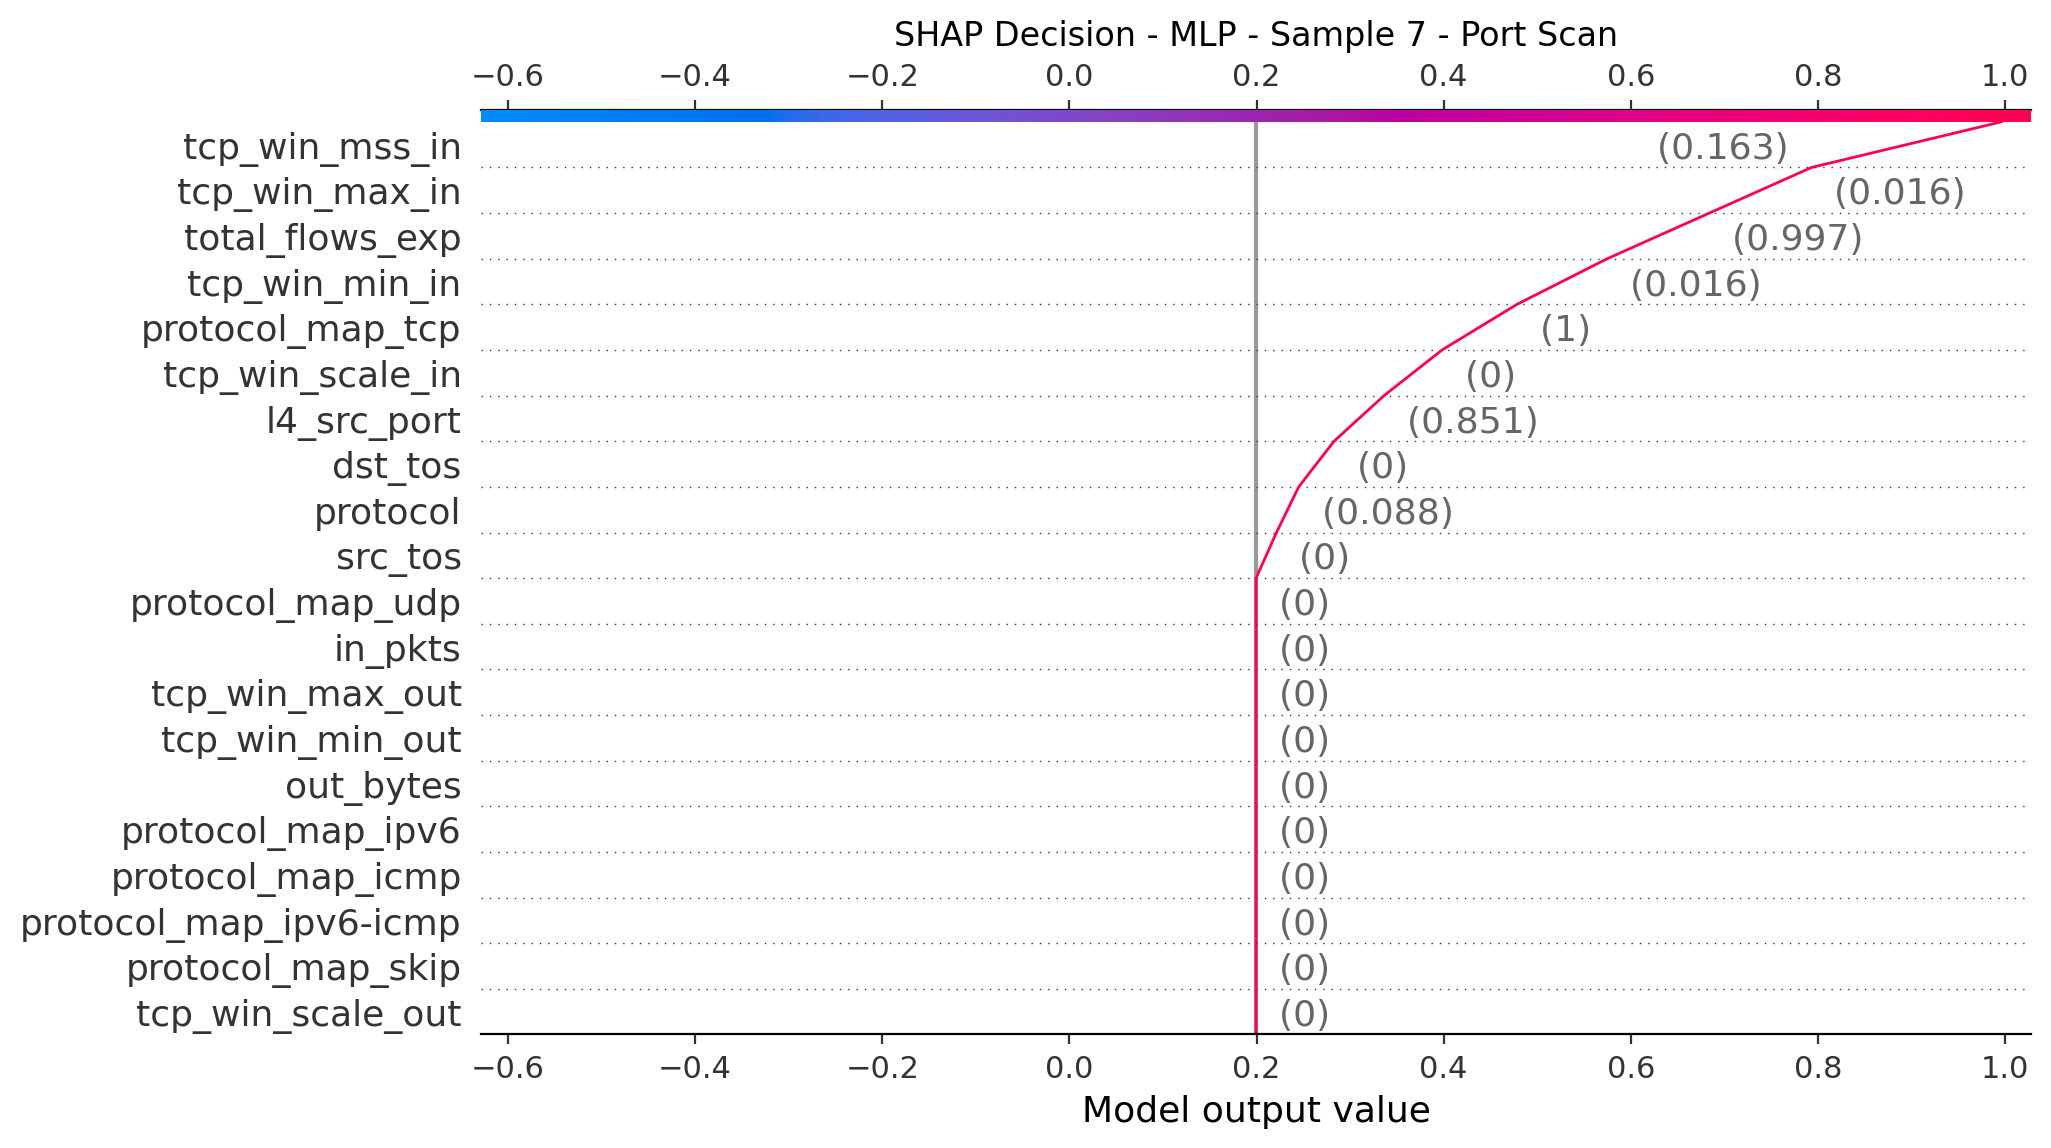 SHAP Decision - MLP - Sample 7 - Port Scan
−0.6 −0.4 −0.2 0.0 0.2 0.4 0.6 0.8 1.0
tcp_win_mss_in (0.163)
tcp_win_max_in (0.016)
total_flows_exp (0.997)
tcp_win_min_in (0.016)
protocol_map_tcp (1)
tcp_win_scale_in (0)
l4_src_port (0.851)
dst_tos (0)
protocol (0.088)
src_tos (0)
protocol_map_udp (0)
in_pkts (0)
tcp_win_max_out (0)
tcp_win_min_out (0)
out_bytes (0)
protocol_map_ipv6 (0)
protocol_map_icmp (0)
protocol_map_ipv6-icmp (0)
protocol_map_skip (0)
tcp_win_scale_out (0)
−0.6 −0.4 −0.2 0.0 0.2 0.4 0.6 0.8 1.0
Model output value